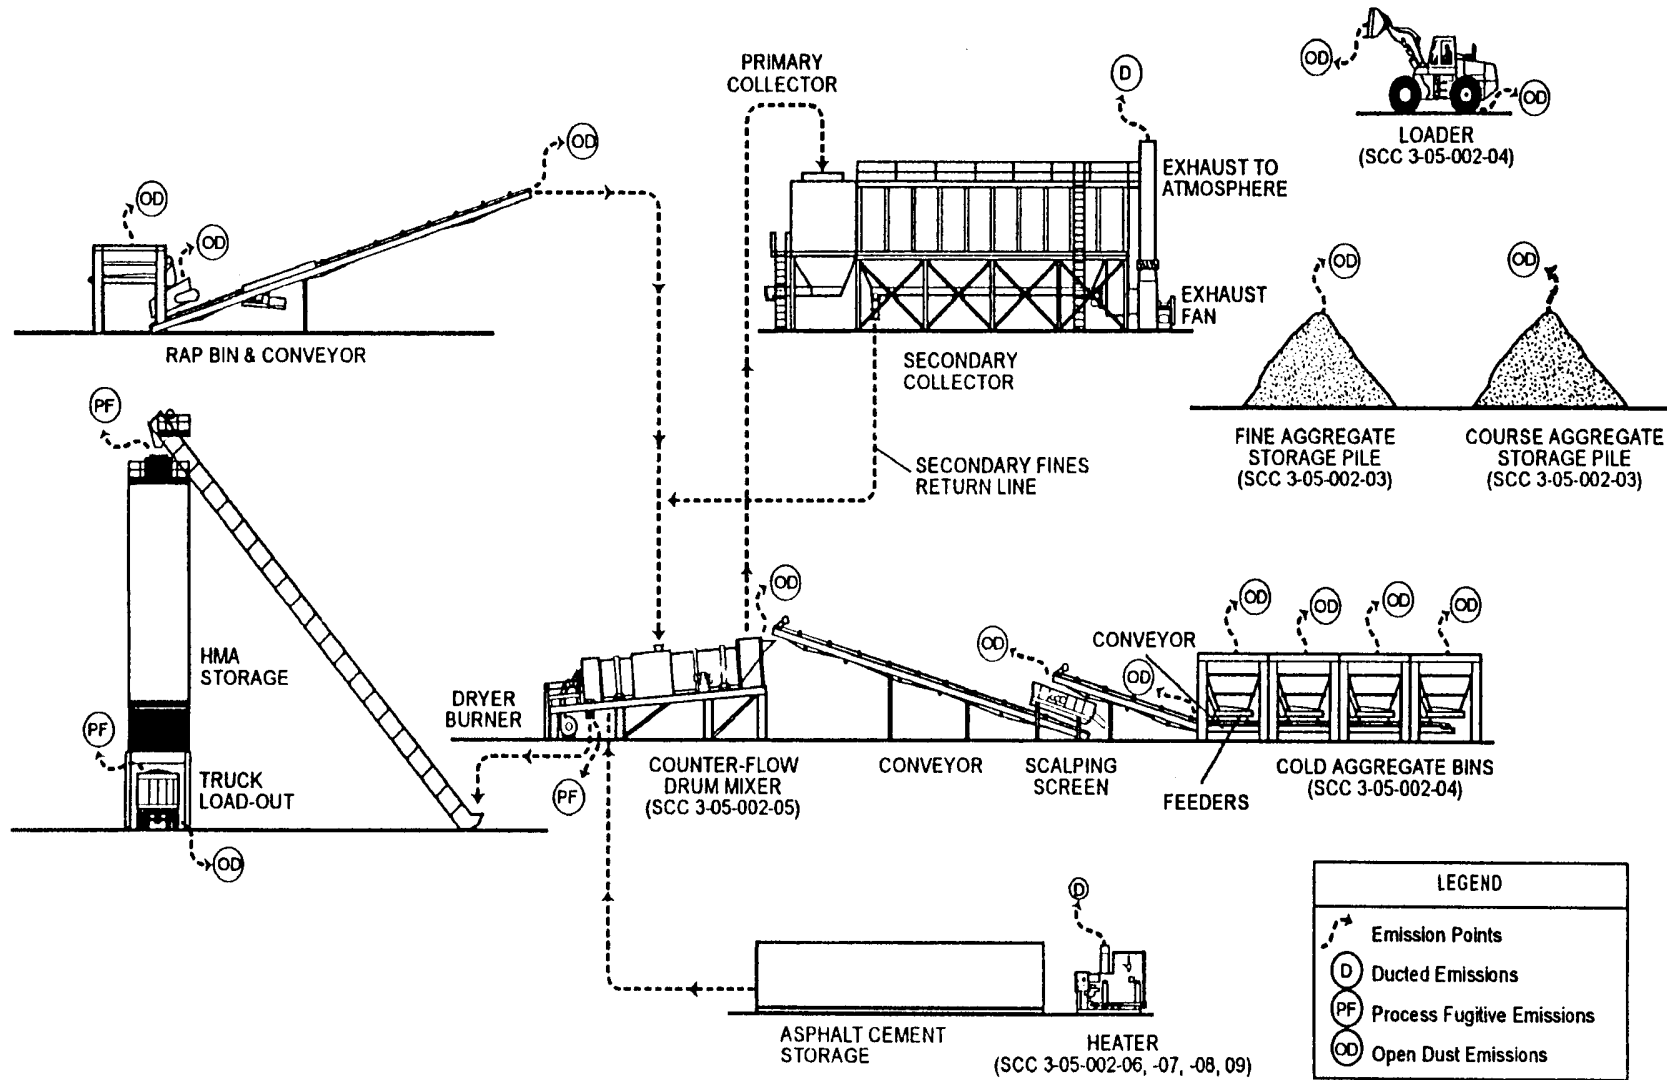 PRIMARY
COLLECTOR
D
OD
OD
LOADER
(SCC 3-05-002-04)
OD
OD
OD
RAP BIN & CONVEYOR
EXHAUST TO
ATMOSPHERE
EXHAUST
FAN
SECONDARY
COLLECTOR
SECONDARY FINES
RETURN LINE
OD
OD
FINE AGGREGATE
STORAGE PILE
(SCC 3-05-002-03)
COURSE AGGREGATE
STORAGE PILE
(SCC 3-05-002-03)
PF
HMA
STORAGE
PF
TRUCK
LOAD-OUT
OD
DRYER
BURNER
PF
OD
COUNTER-FLOW
DRUM MIXER
(SCC 3-05-002-05)
CONVEYOR
OD
SCALPING
SCREEN
CONVEYOR
OD
FEEDERS
OD
OD
OD
OD
COLD AGGREGATE BINS
(SCC 3-05-002-04)
ASPHALT CEMENT
STORAGE
D
HEATER
(SCC 3-05-002-06, -07, -08, 09)
LEGEND
Emission Points
D Ducted Emissions
PF Process Fugitive Emissions
OD Open Dust Emissions